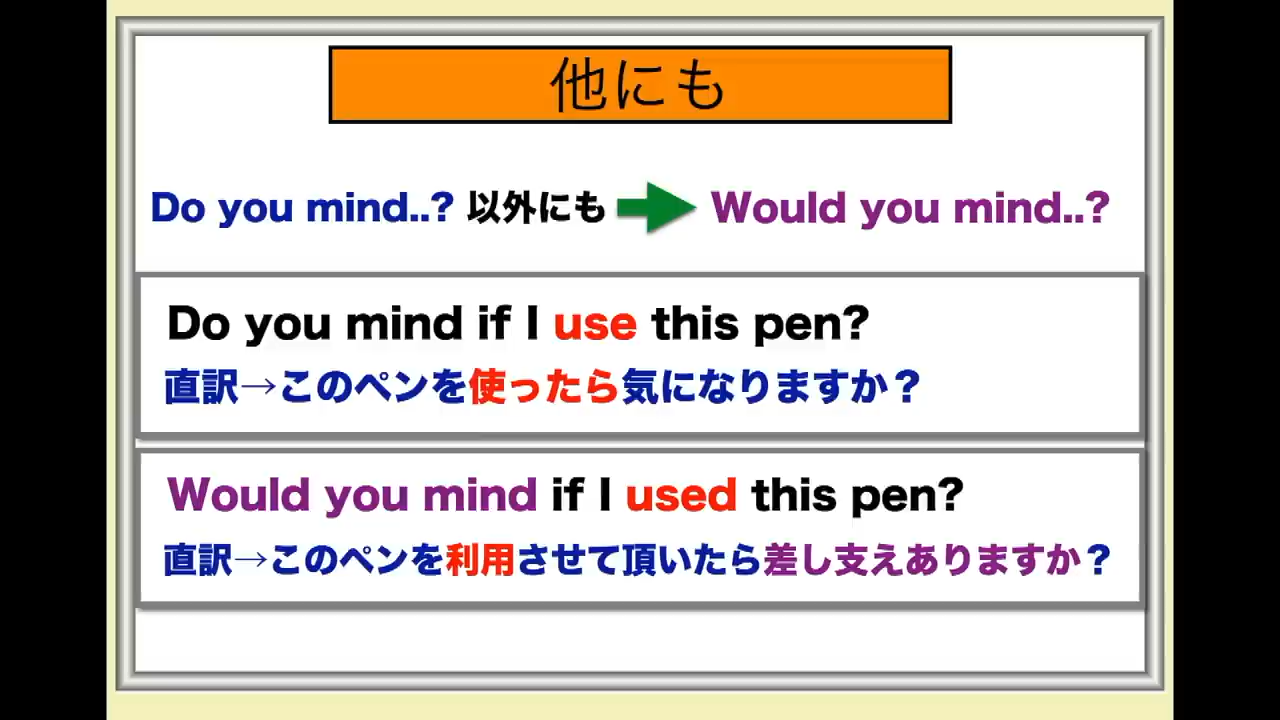 他にも
Do you mind..? 以外にも Would you mind..?
Do you mind if I use this pen?
直訳→このペンを使ったら気になりますか？
Would you mind if I used this pen?
直訳→このペンを利用させて頂いたら差し支えありますか？